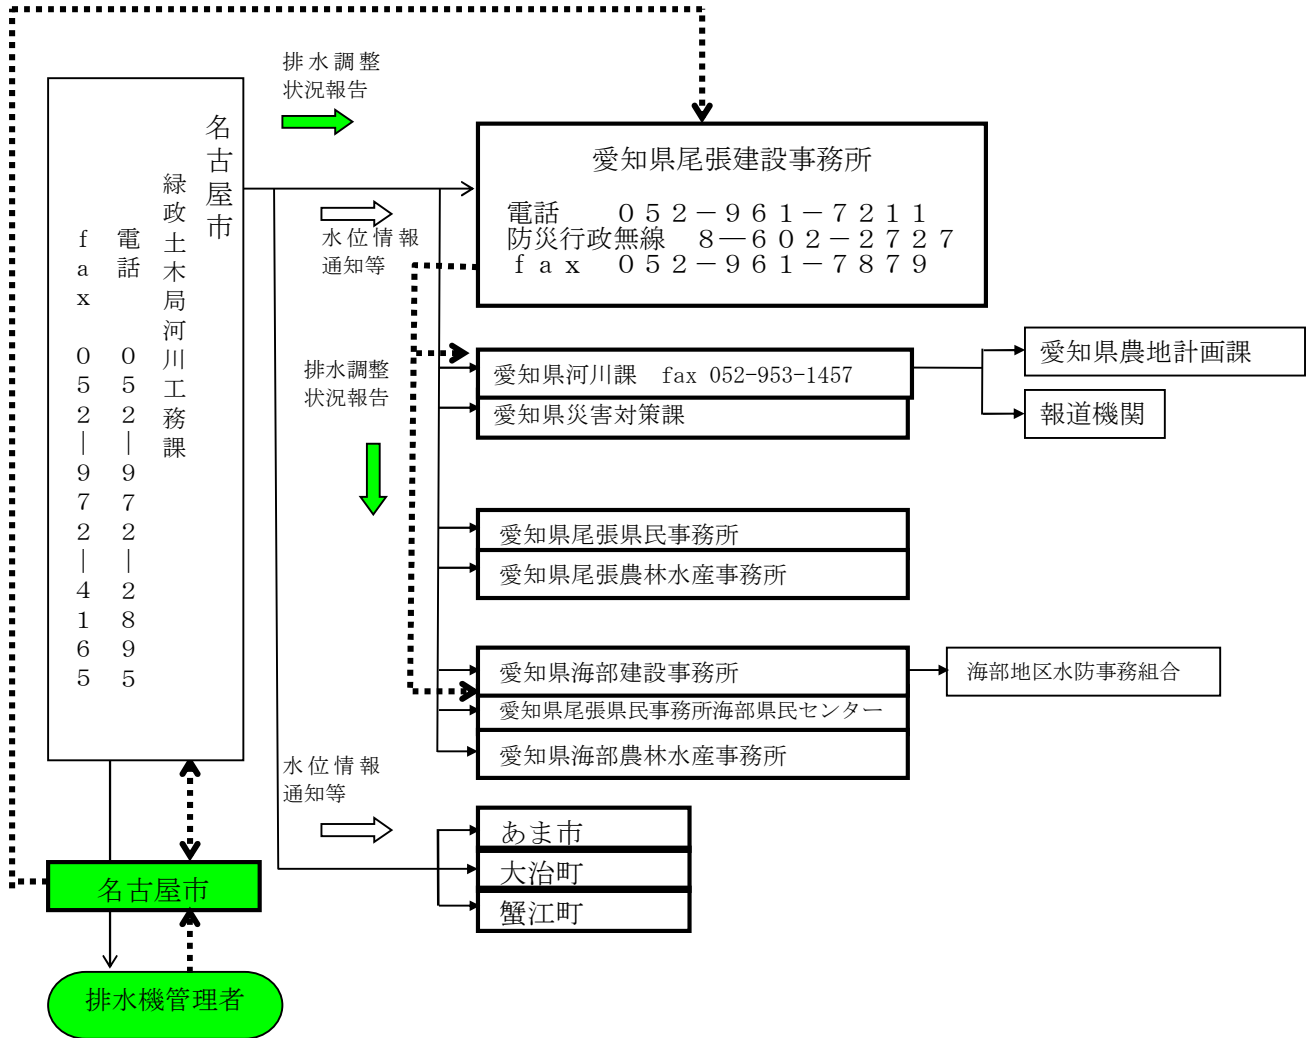 排水調整
状況報告
名古屋市
緑政土木局河川工務課
電話 ０５２―９７２―２８９５
ｆａｘ ０５２―９７２―４１６５
愛知県尾張建設事務所
電話 ０５２－９６１－７２１１
防災行政無線 ８―６０２－２７２７
ｆａｘ ０５２－９６１－７８７９
水位情報
通知等
排水調整
状況報告
愛知県河川課 fax 052-953-1457
愛知県災害対策課
愛知県農地計画課
報道機関
愛知県尾張県民事務所
愛知県尾張農林水産事務所
愛知県海部建設事務所
愛知県尾張県民事務所海部県民センター
愛知県海部農林水産事務所
海部地区水防事務組合
水位情報
通知等
あま市
大治町
蟹江町
名古屋市
排水機管理者